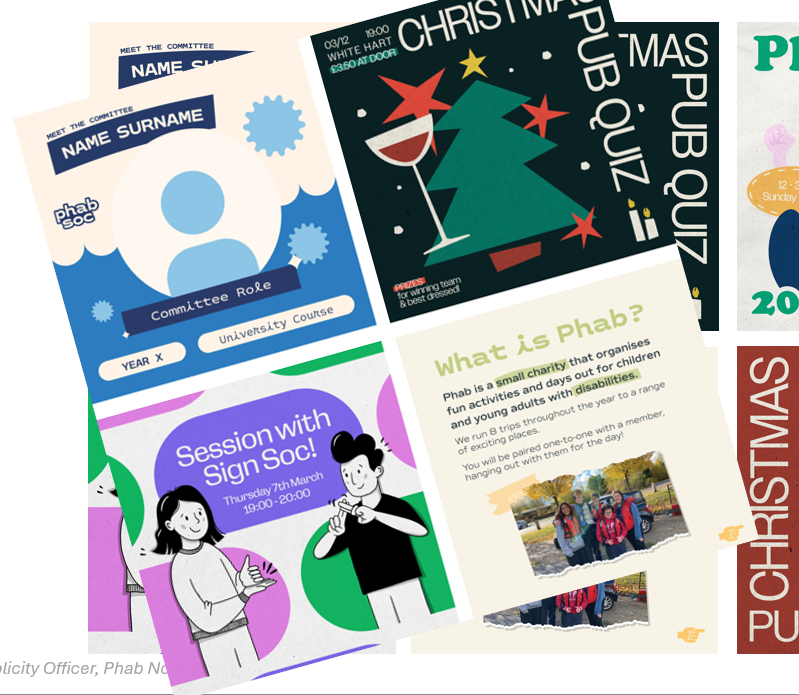 MEET THE COMMITTEE
NAME
MEET THE COMMITTEE
NAME SURNAME
phab
soc
Committee Role
YEAR X
University Course
03/12 19:00
WHITE HART
£3.50 AT DOOR
CHRISTMAS
PUB QUIZ
PRIZES
for winning team
& best dressed!
MAS
PUB QUIZ
12 -
Sunday
20
Session with
Sign Soc!
Thursday 7th March
19:00 - 20:00
What is Phab?
Phab is a small charity that organises
fun activities and days out for children
and young adults with disabilities.
We run 8 trips throughout the year to a range
of exciting places.
You will be paired one-to-one with a member,
hanging out with them for the day!
CHRISTMAS
PU
Officer, Phab